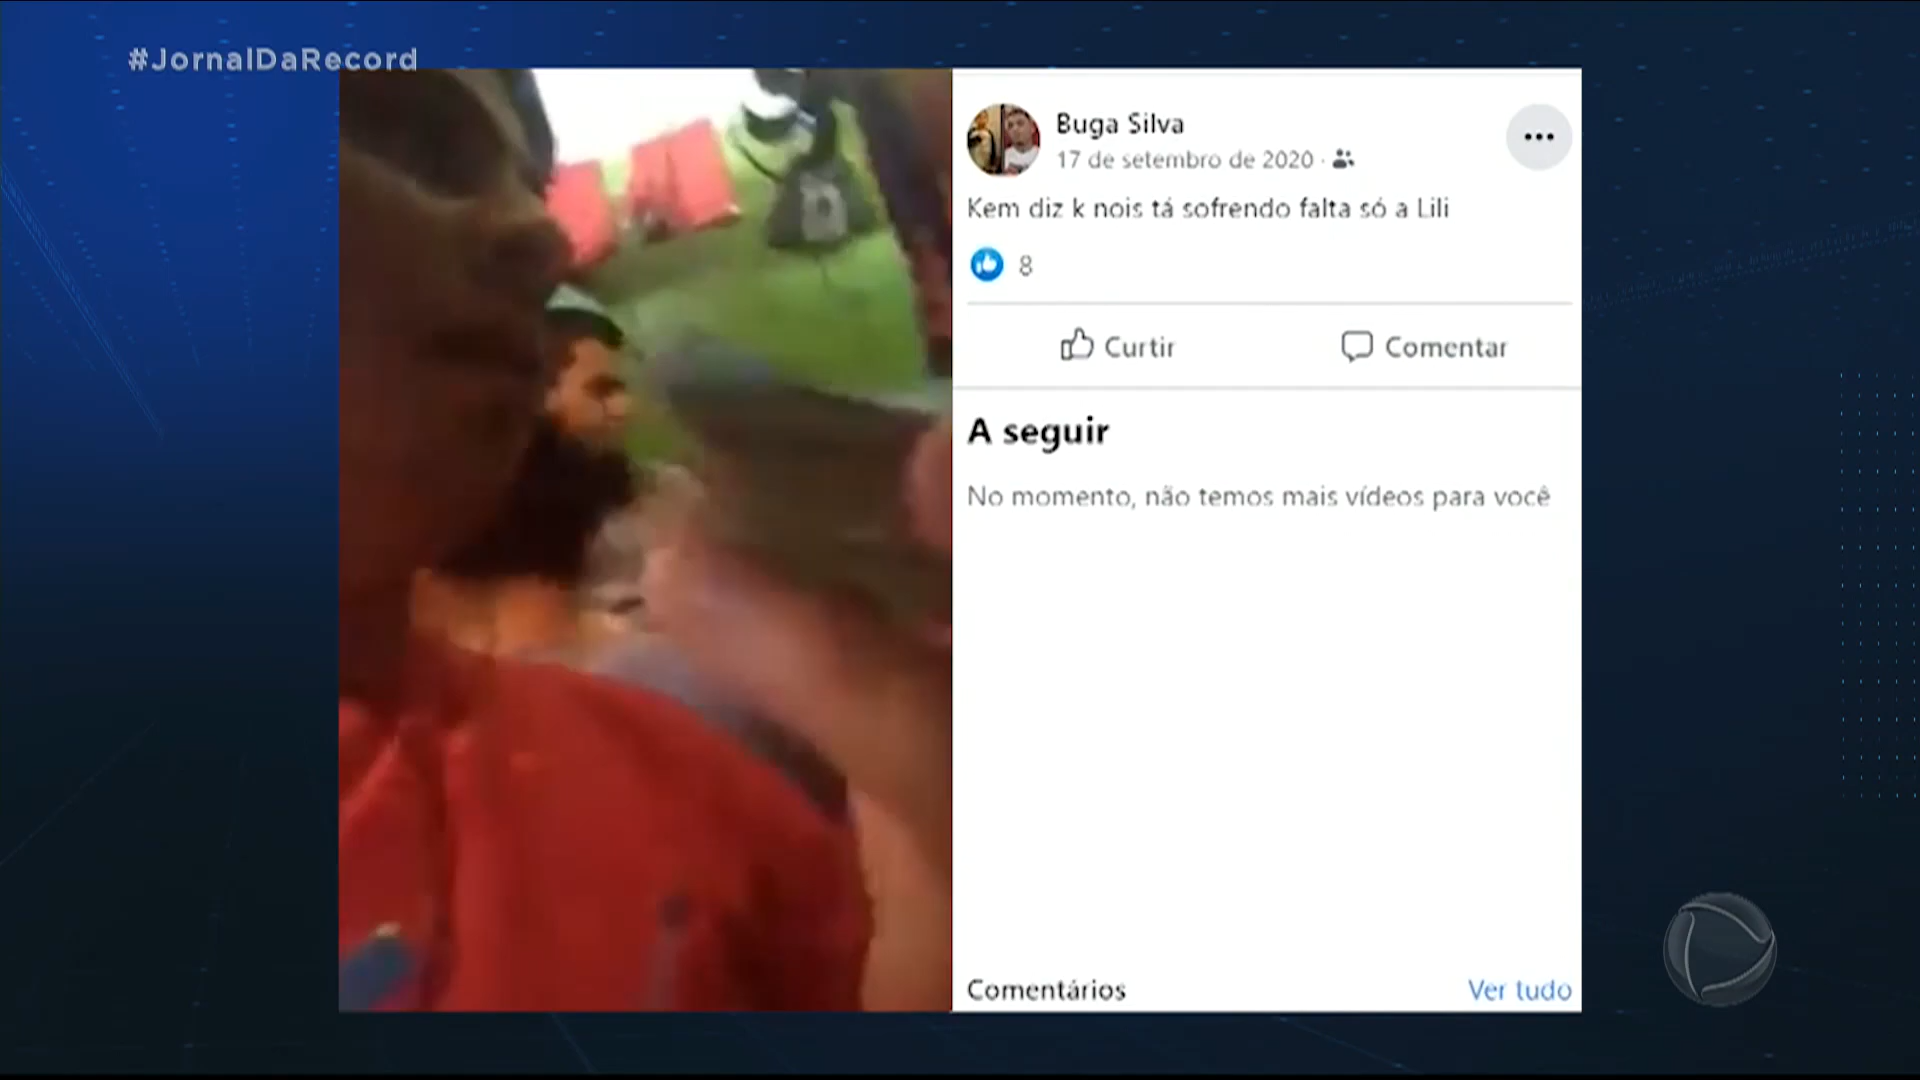 #JornalDaRecord
Buga Silva
17 de setembro de 2020 ·
Kem diz k nois tá sofrendo falta só a Lili
8
Curtir
Comentar
A seguir
No momento, não temos mais vídeos para você
Comentários
Ver tudo